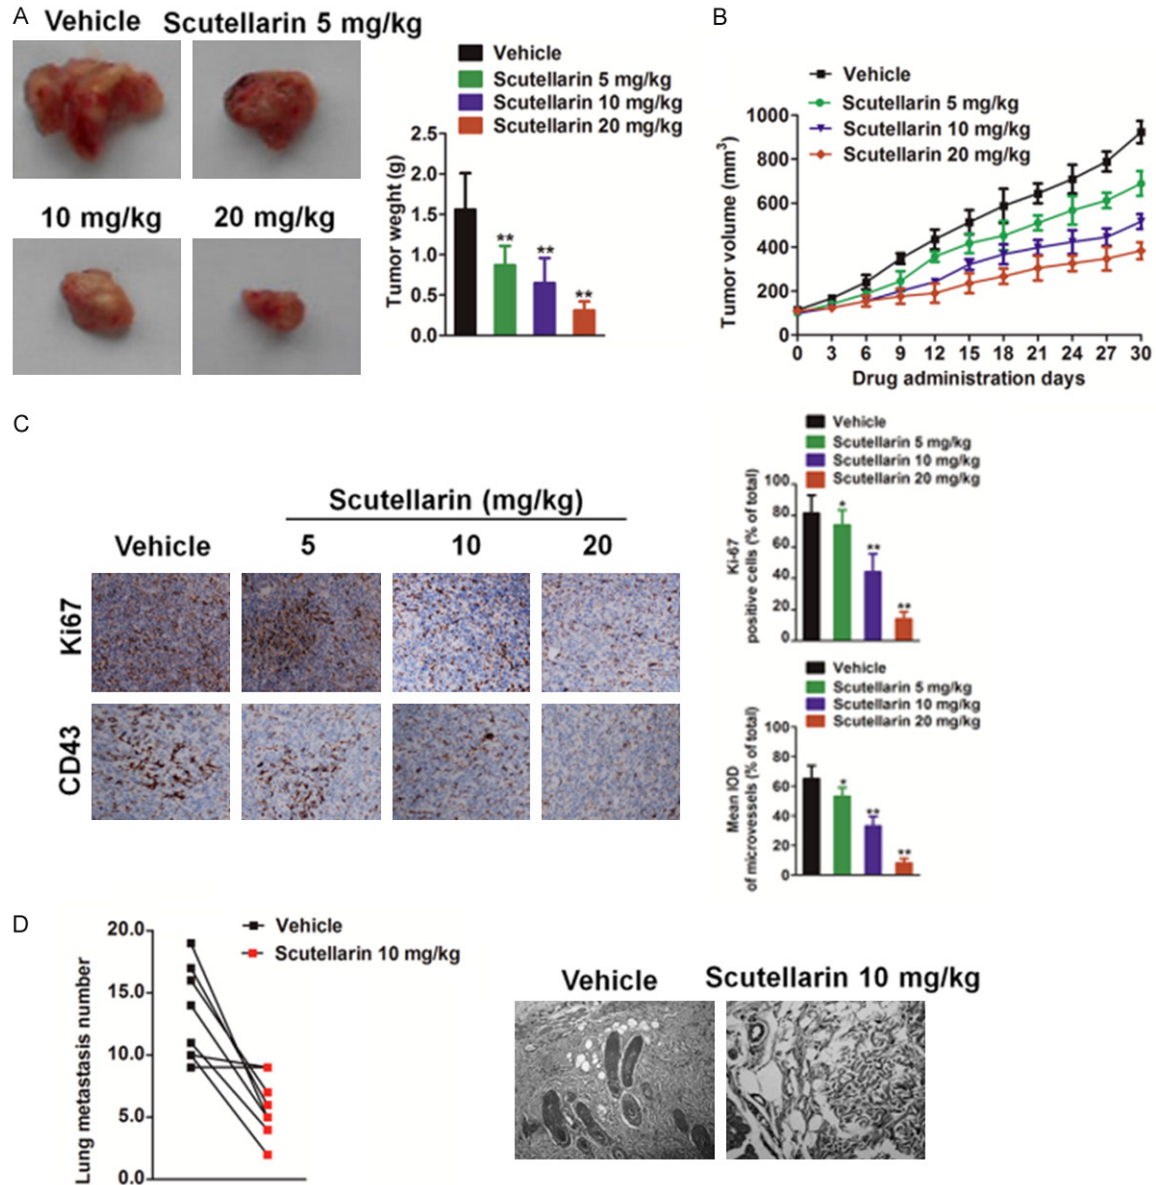 A
Vehicle
Scutellarin 5 mg/kg
10 mg/kg
20 mg/kg
Vehicle
Scutellarin 5 mg/kg
Scutellarin 10 mg/kg
Scutellarin 20 mg/kg
Tumor weght (g)
2.5
2.0
1.5
1.0
0.5
0.0
**
**
**
B
Vehicle
Scutellarin 5 mg/kg
Scutellarin 10 mg/kg
Scutellarin 20 mg/kg
Tumor volume (mm3)
1000
800
600
400
200
0
0 3 6 9 12 15 18 21 24 27 30
Drug administration days
C
Scutellarin (mg/kg)
Vehicle 5 10 20
Ki67
CD43
Vehicle
Scutellarin 5 mg/kg
Scutellarin 10 mg/kg
Scutellarin 20 mg/kg
Ki-67
positive cells (% of total)
100
80
60
40
20
0
*
**
**
Vehicle
Scutellarin 5 mg/kg
Scutellarin 10 mg/kg
Scutellarin 20 mg/kg
Mean IOD
of microvessels (% of total)
100
80
60
40
20
0
*
**
**
D
Vehicle
Scutellarin 10 mg/kg
Lung metastasis number
20.0
15.0
10.0
5.0
0.0
Vehicle
Scutellarin 10 mg/kg